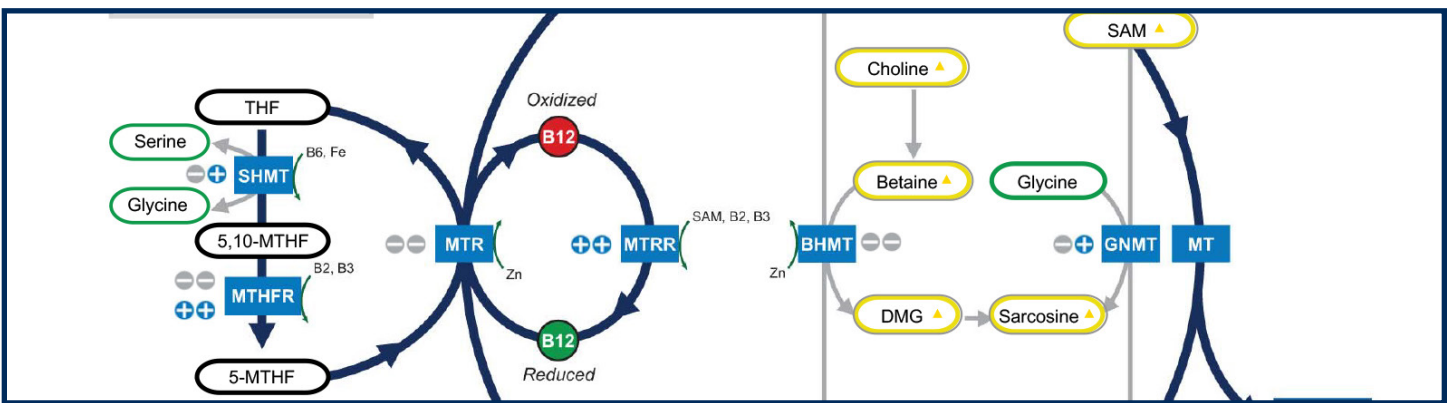 SAM
Choline
THF
Oxidized
B12
Serine
B6, Fe
SHMT
Betaine
Glycine
Glycine
SAM, B2, B3
5,10-MTHF
MTR
MTRR
BHMT
GNMT
MT
B2, B3
Zn
Zn
MTHFR
DMG
Sarcosine
B12
5-MTHF
Reduced